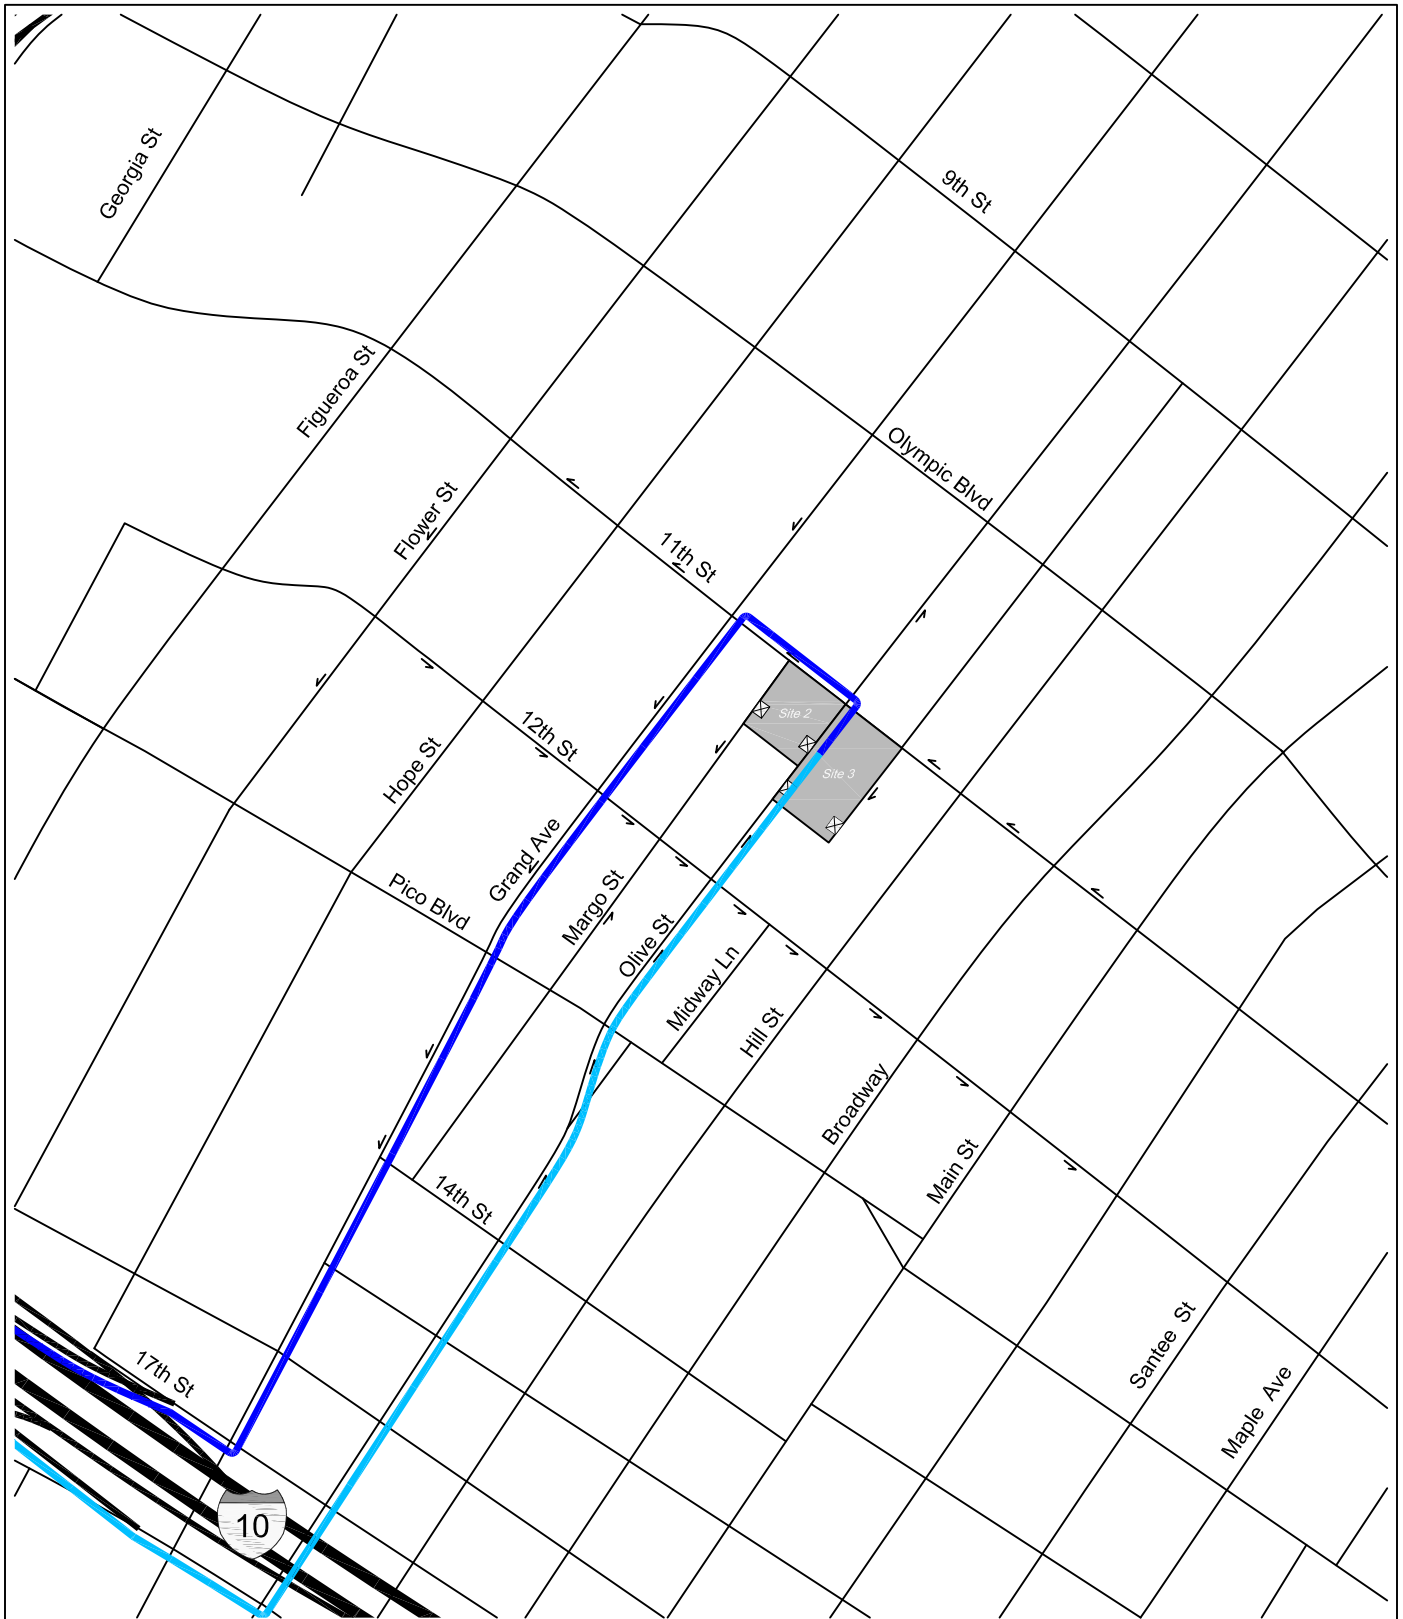 Georgia St
9th St
Figueroa St
Olympic Blvd
Flower St
11th St
Site 2
12th St
Hope St
Site 3
Grand Ave
Pico Blvd
Margo St
Olive St
Midway Ln
Hill St
Broadway
Main St
14th St
Santee St
17th St
Maple Ave
10